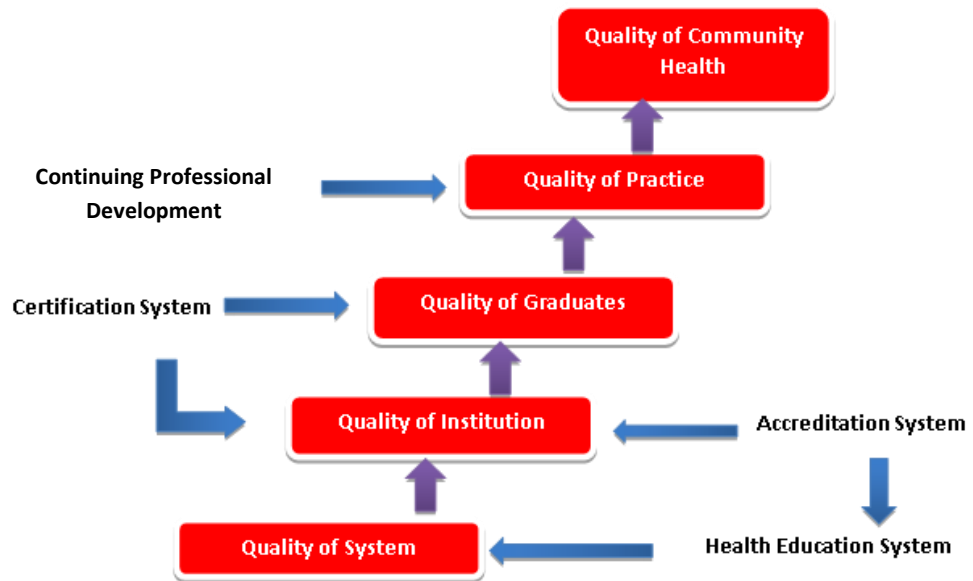 Quality of Community
Health
Continuing Professional
Development
Quality of Practice
Certification System
Quality of Graduates
Quality of Institution
Accreditation System
Quality of System
Health Education System